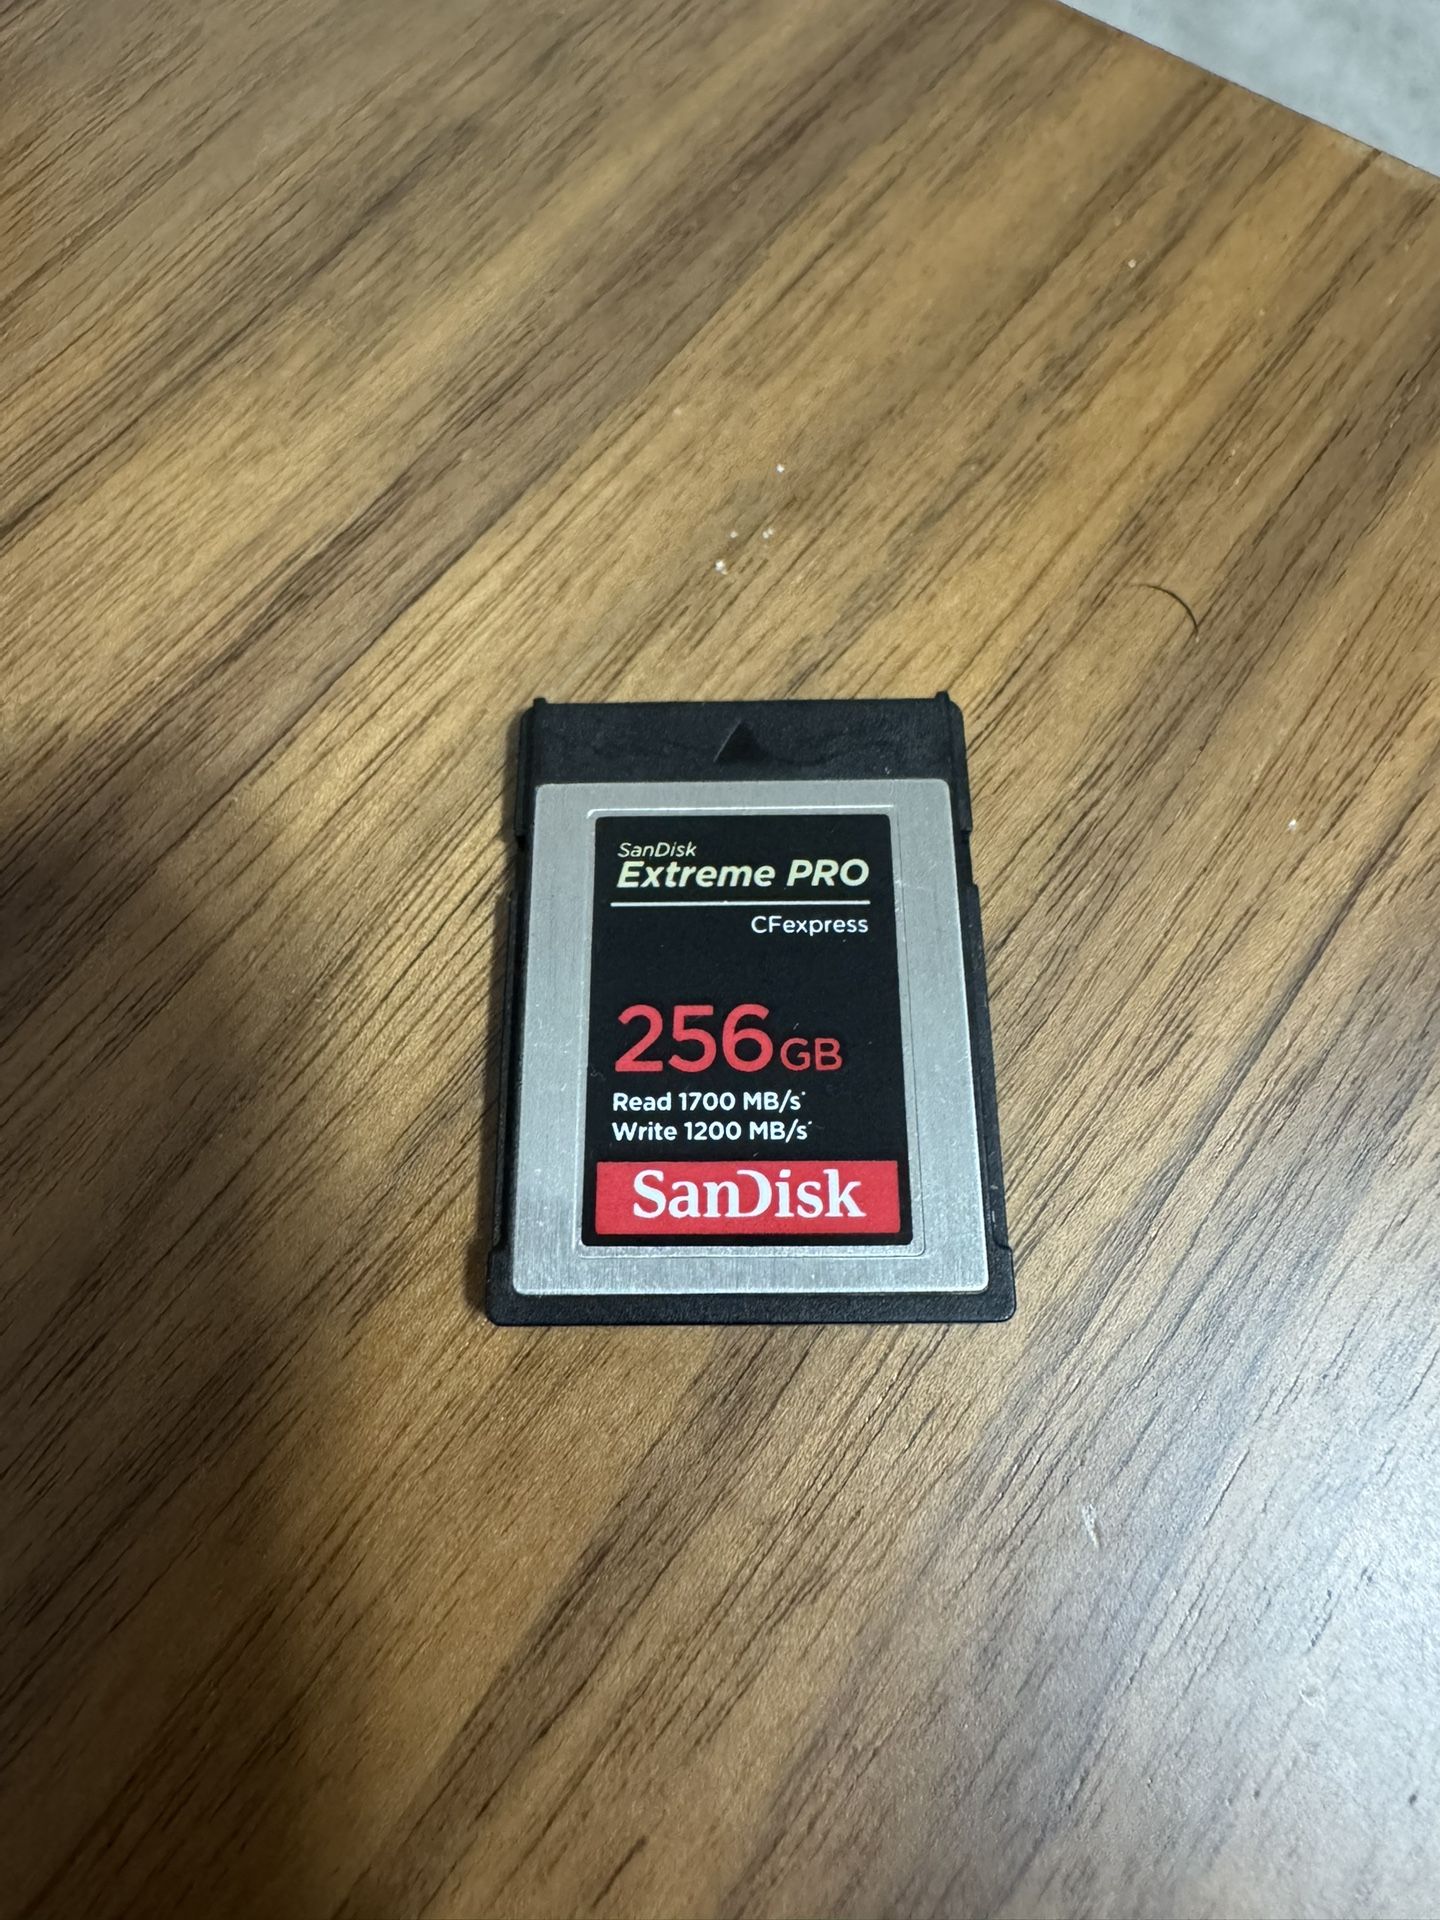 SanDisk
Extreme PRO
CFexpress
256GB
Read 1700 MB/s*
Write 1200 MB/s*
SanDisk